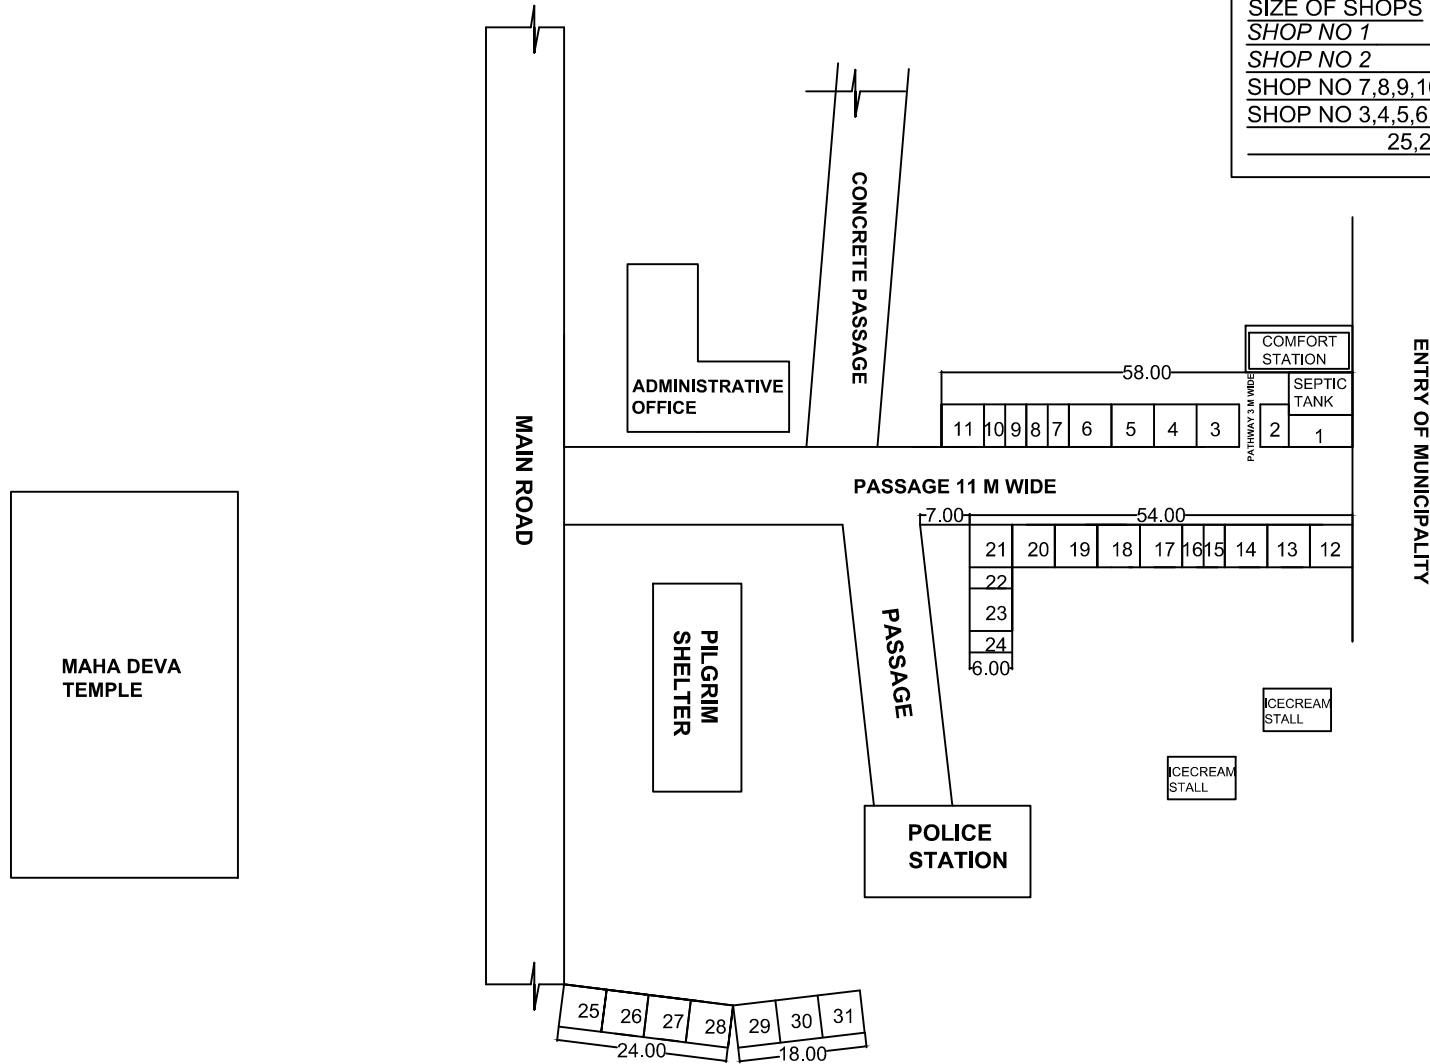 SIZE OF SHOPS
SHOP NO 1
SHOP NO 2
SHOP NO 7,8,9,10
SHOP NO 3,4,5,6
25,2
CONCRETE PASSAGE
ADMINISTRATIVE
OFFICE
MAIN ROAD
COMFORT
STATION
58.00
SEPTIC
TANK
PATHWAY 3 M WIDE
11 10 9 8 7 6 5 4 3 2 1
ENTRY OF MUNICIPALITY
PASSAGE 11 M WIDE
7.00 54.00
21 20 19 18 17 16 15 14 13 12
22
23
24
6.00
PASSAGE
PILGRIM
SHELTER
MAHA DEVA
TEMPLE
ICECREAM
STALL
ICECREAM
STALL
POLICE
STATION
25 26 27 28 29 30 31
24.00 18.00